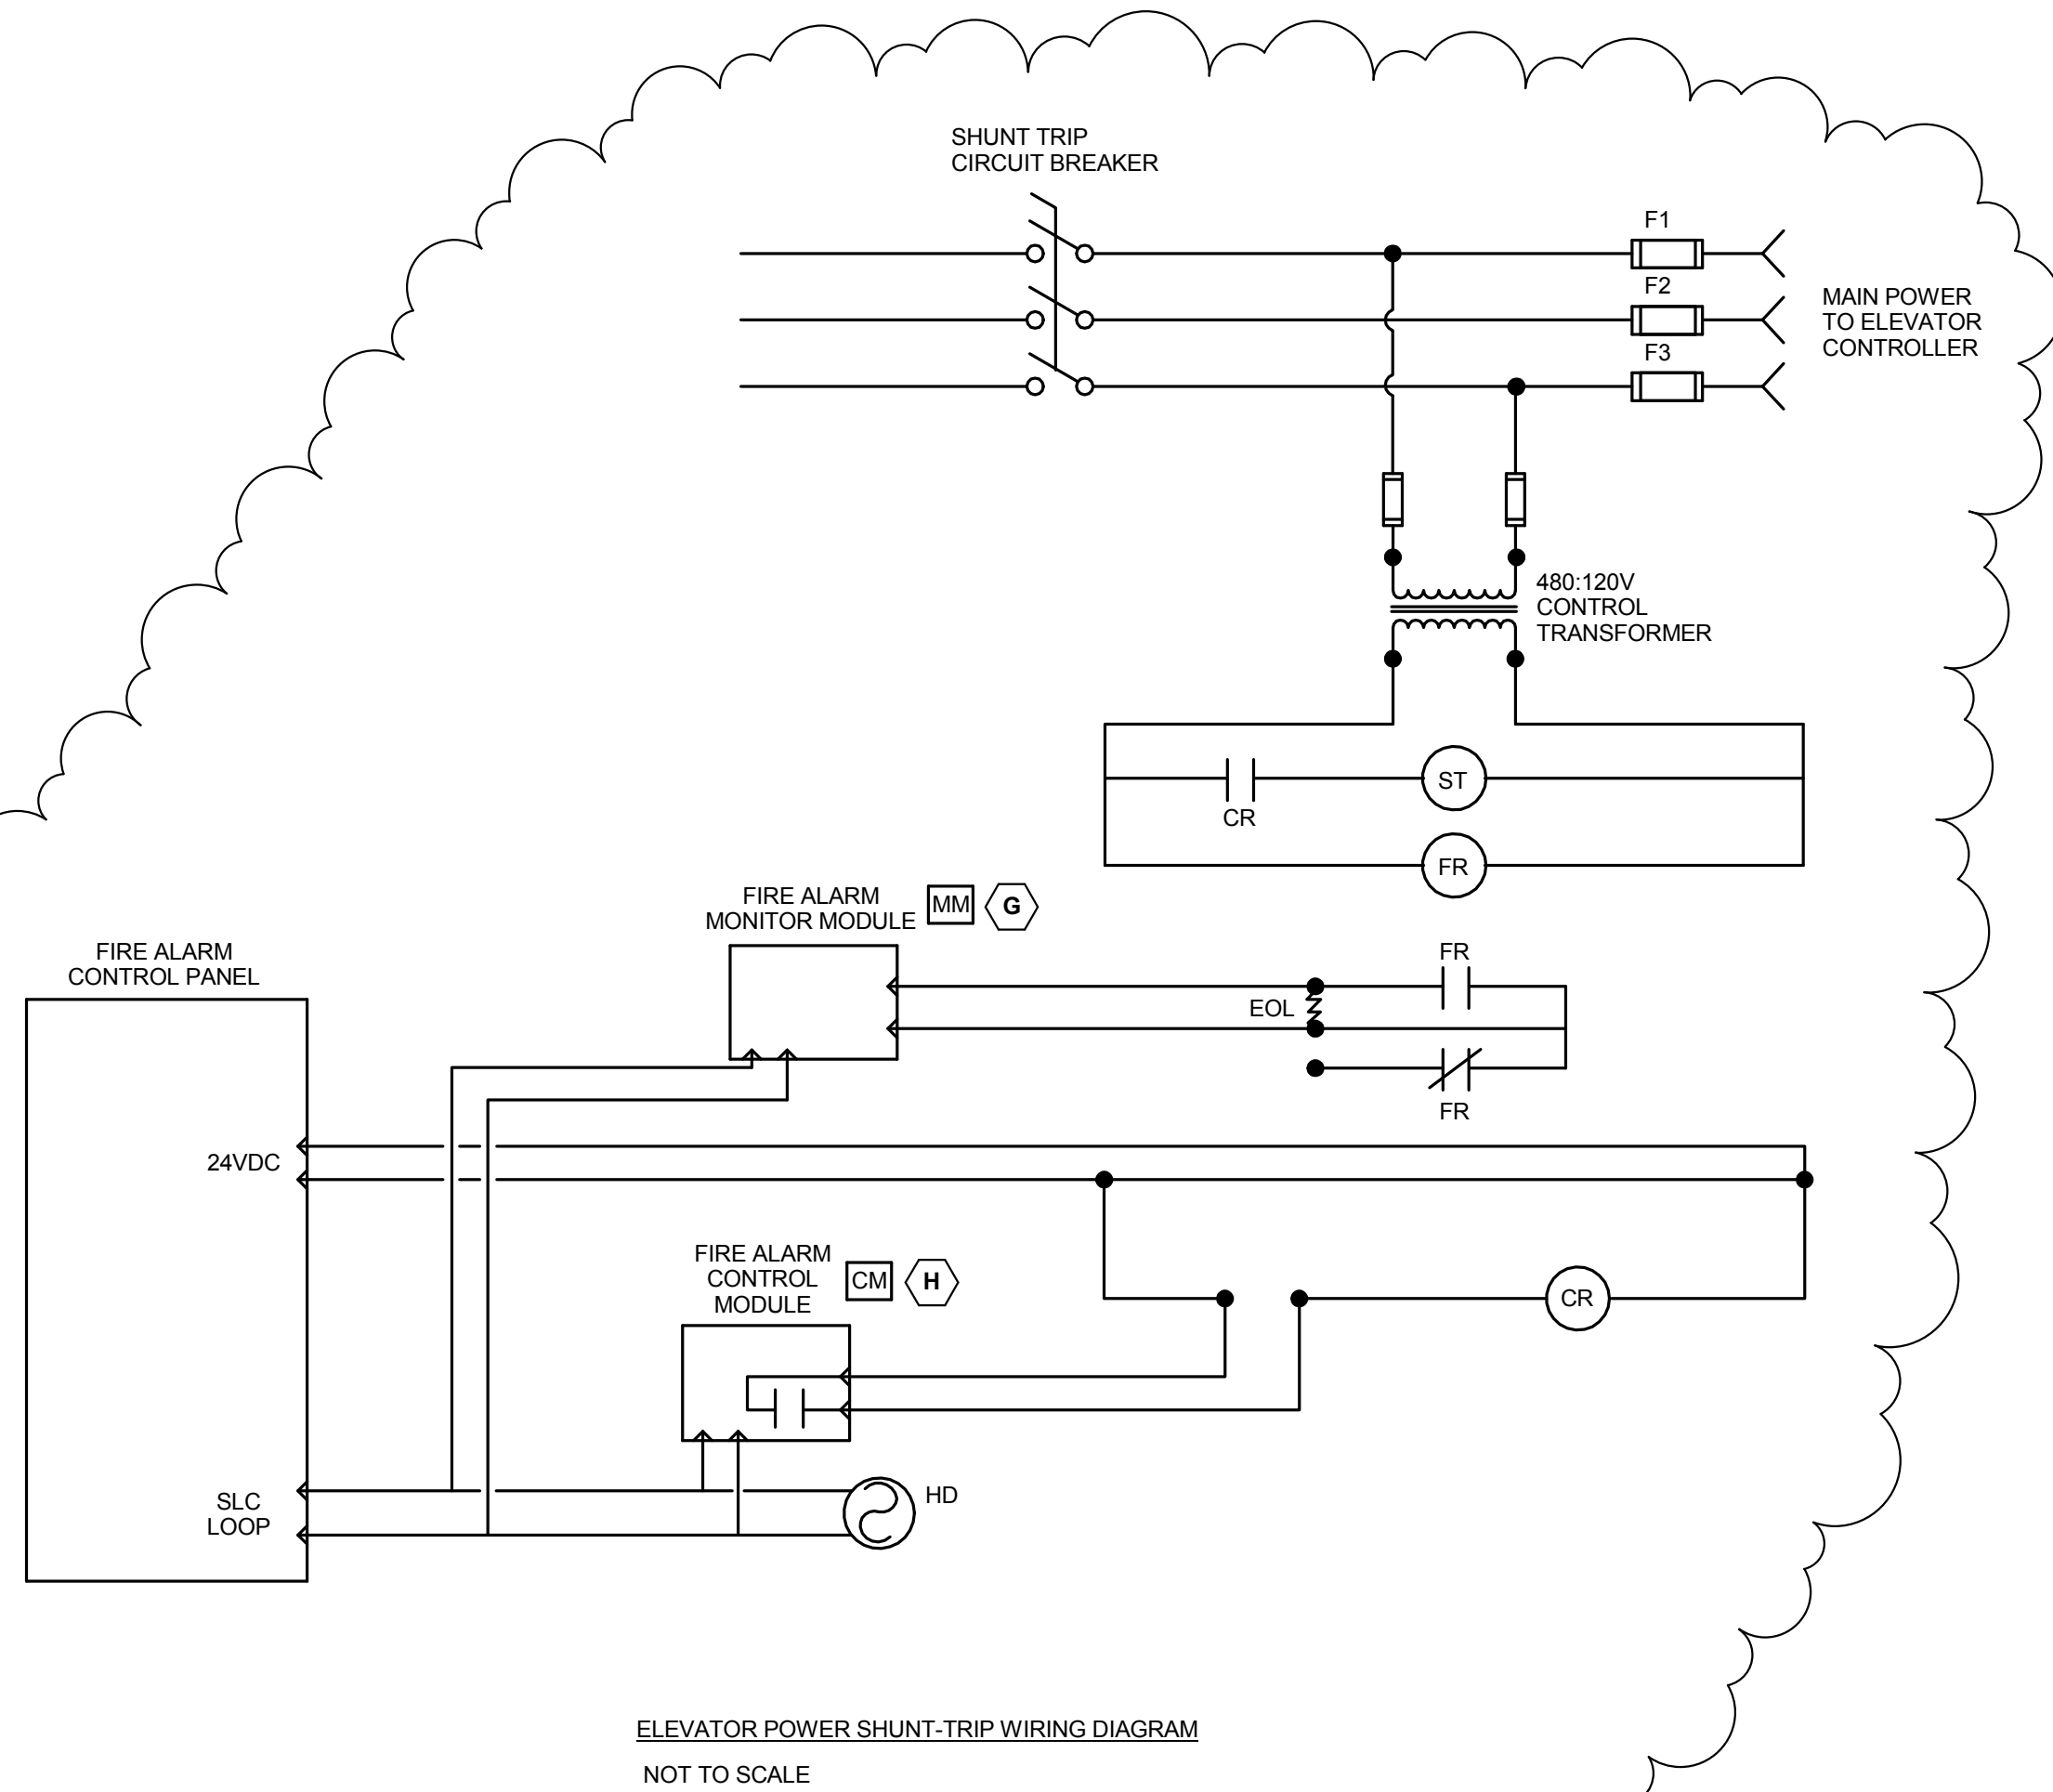 SHUNT TRIP
CIRCUIT BREAKER
F1
F2
F3
MAIN POWER
TO ELEVATOR
CONTROLLER
480:120V
CONTROL
TRANSFORMER
ST
CR
FR
FIRE ALARM
MONITOR MODULE
MM
G
FIRE ALARM
CONTROL PANEL
FR
EOL
FR
24VDC
FIRE ALARM
CONTROL
MODULE
CM
H
CR
SLC
LOOP
HD
ELEVATOR POWER SHUNT-TRIP WIRING DIAGRAM
NOT TO SCALE